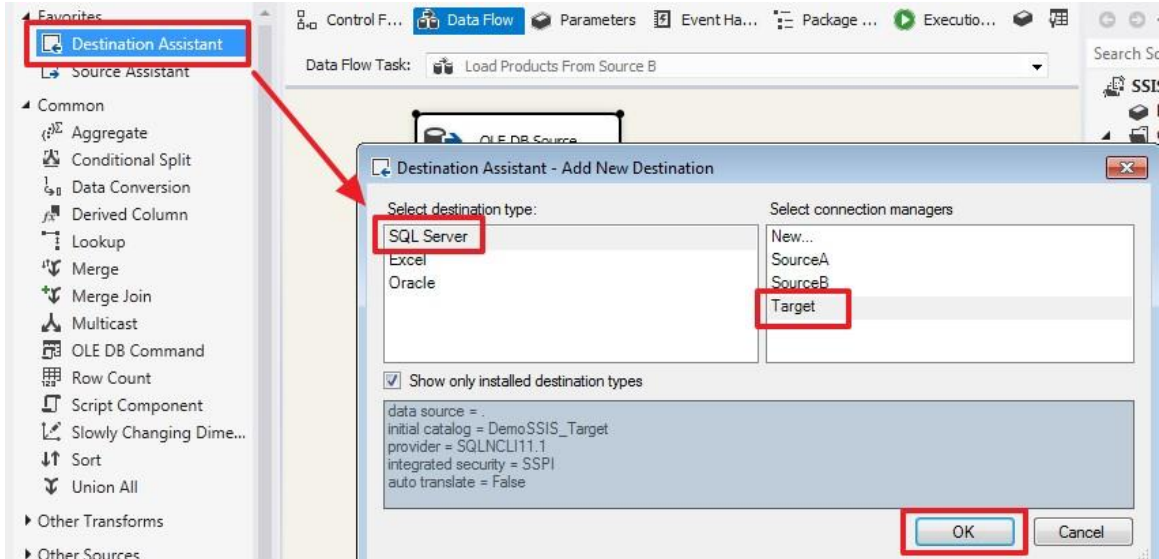 Favorites
Destination Assistant
Source Assistant
Common
Aggregate
Conditional Split
Data Conversion
Derived Column
Lookup
Merge
Merge Join
Multicast
OLE DB Command
Row Count
Script Component
Slowly Changing Dime...
Sort
Union All
Other Transforms
Other Sources
Control F... Data Flow Parameters Event Ha... Package ... Executio...
Data Flow Task: Load Products From Source B
OLE DB Source
Destination Assistant - Add New Destination
Select destination type:
SQL Server
Excel
Oracle
Select connection managers
New...
SourceA
SourceB
Target
Show only installed destination types
data source = .
initial catalog = DemoSSIS_Target
provider = SQLNCLI11.1
integrated security = SSPI
auto translate = False
OK Cancel
Search